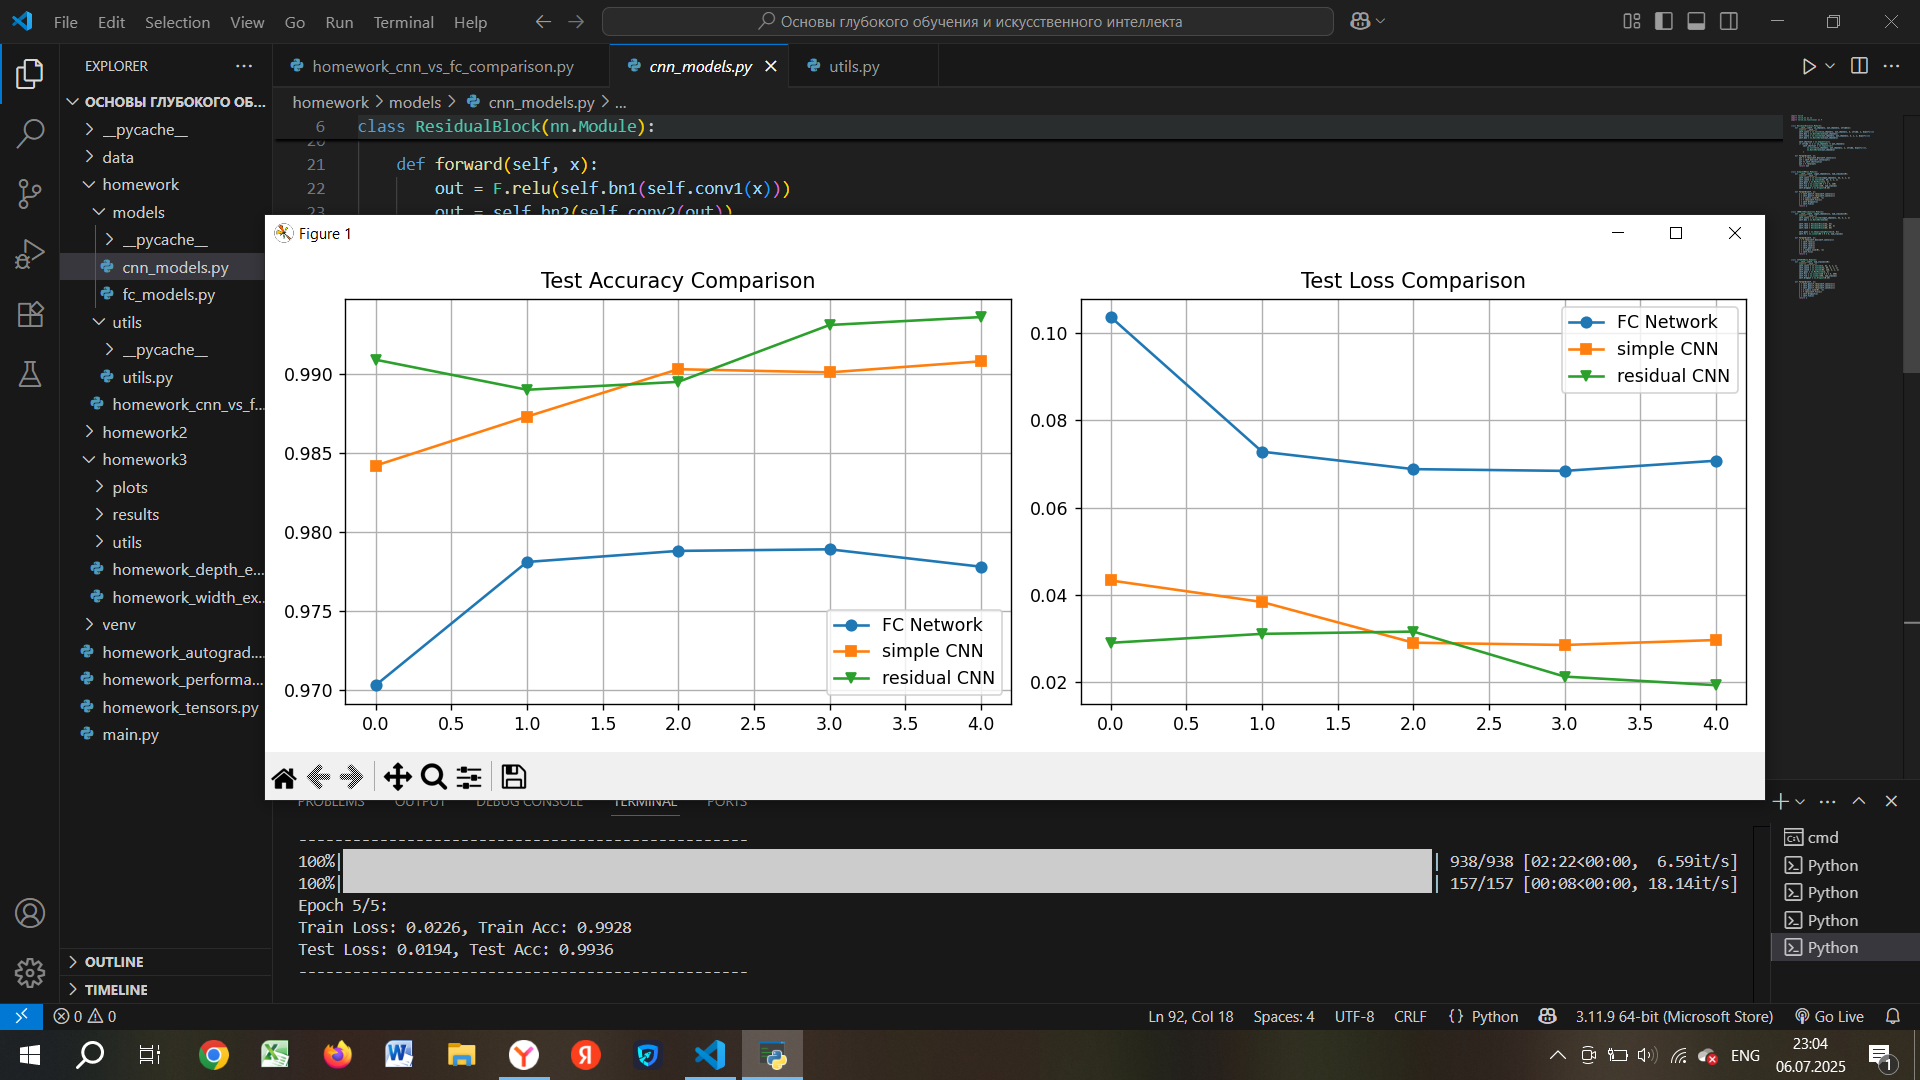 File Edit Selection View Go Run Terminal Help
Основы глубокого обучения и искусственного интеллекта
EXPLORER
ОСНОВЫ ГЛУБОКОГО ОБ...
__pycache__
data
homework
models
__pycache__
cnn_models.py
fc_models.py
utils
__pycache__
utils.py
homework_cnn_vs_f...
homework2
homework3
plots
results
utils
homework_depth_e...
homework_width_ex...
venv
homework_autograd....
homework_performa...
homework_tensors.py
main.py
OUTLINE
TIMELINE
homework_cnn_vs_fc_comparison.py
cnn_models.py
utils.py
homework > models > cnn_models.py > ...
6 class ResidualBlock(nn.Module):
20
21 def forward(self, x):
22 out = F.relu(self.bn1(self.conv1(x)))
23 out = self.bn2(self.conv2(out))
Figure 1
Test Accuracy Comparison
0.990
0.985
0.980
0.975
0.970
0.0 0.5 1.0 1.5 2.0 2.5 3.0 3.5 4.0
FC Network
simple CNN
residual CNN
Test Loss Comparison
0.10
0.08
0.06
0.04
0.02
0.0 0.5 1.0 1.5 2.0 2.5 3.0 3.5 4.0
FC Network
simple CNN
residual CNN
PROBLEMS OUTPUT DEBUG CONSOLE TERMINAL PORTS
--------------------------------------------------
100%| | 938/938 [02:22<00:00, 6.59it/s]
100%| | 157/157 [00:08<00:00, 18.14it/s]
Epoch 5/5:
Train Loss: 0.0226, Train Acc: 0.9928
Test Loss: 0.0194, Test Acc: 0.9936
--------------------------------------------------
cmd
Python
Python
Python
Python
0 0
Ln 92, Col 18 Spaces: 4 UTF-8 CRLF {} Python 3.11.9 64-bit (Microsoft Store) Go Live
ENG
23:04
06.07.2025
1